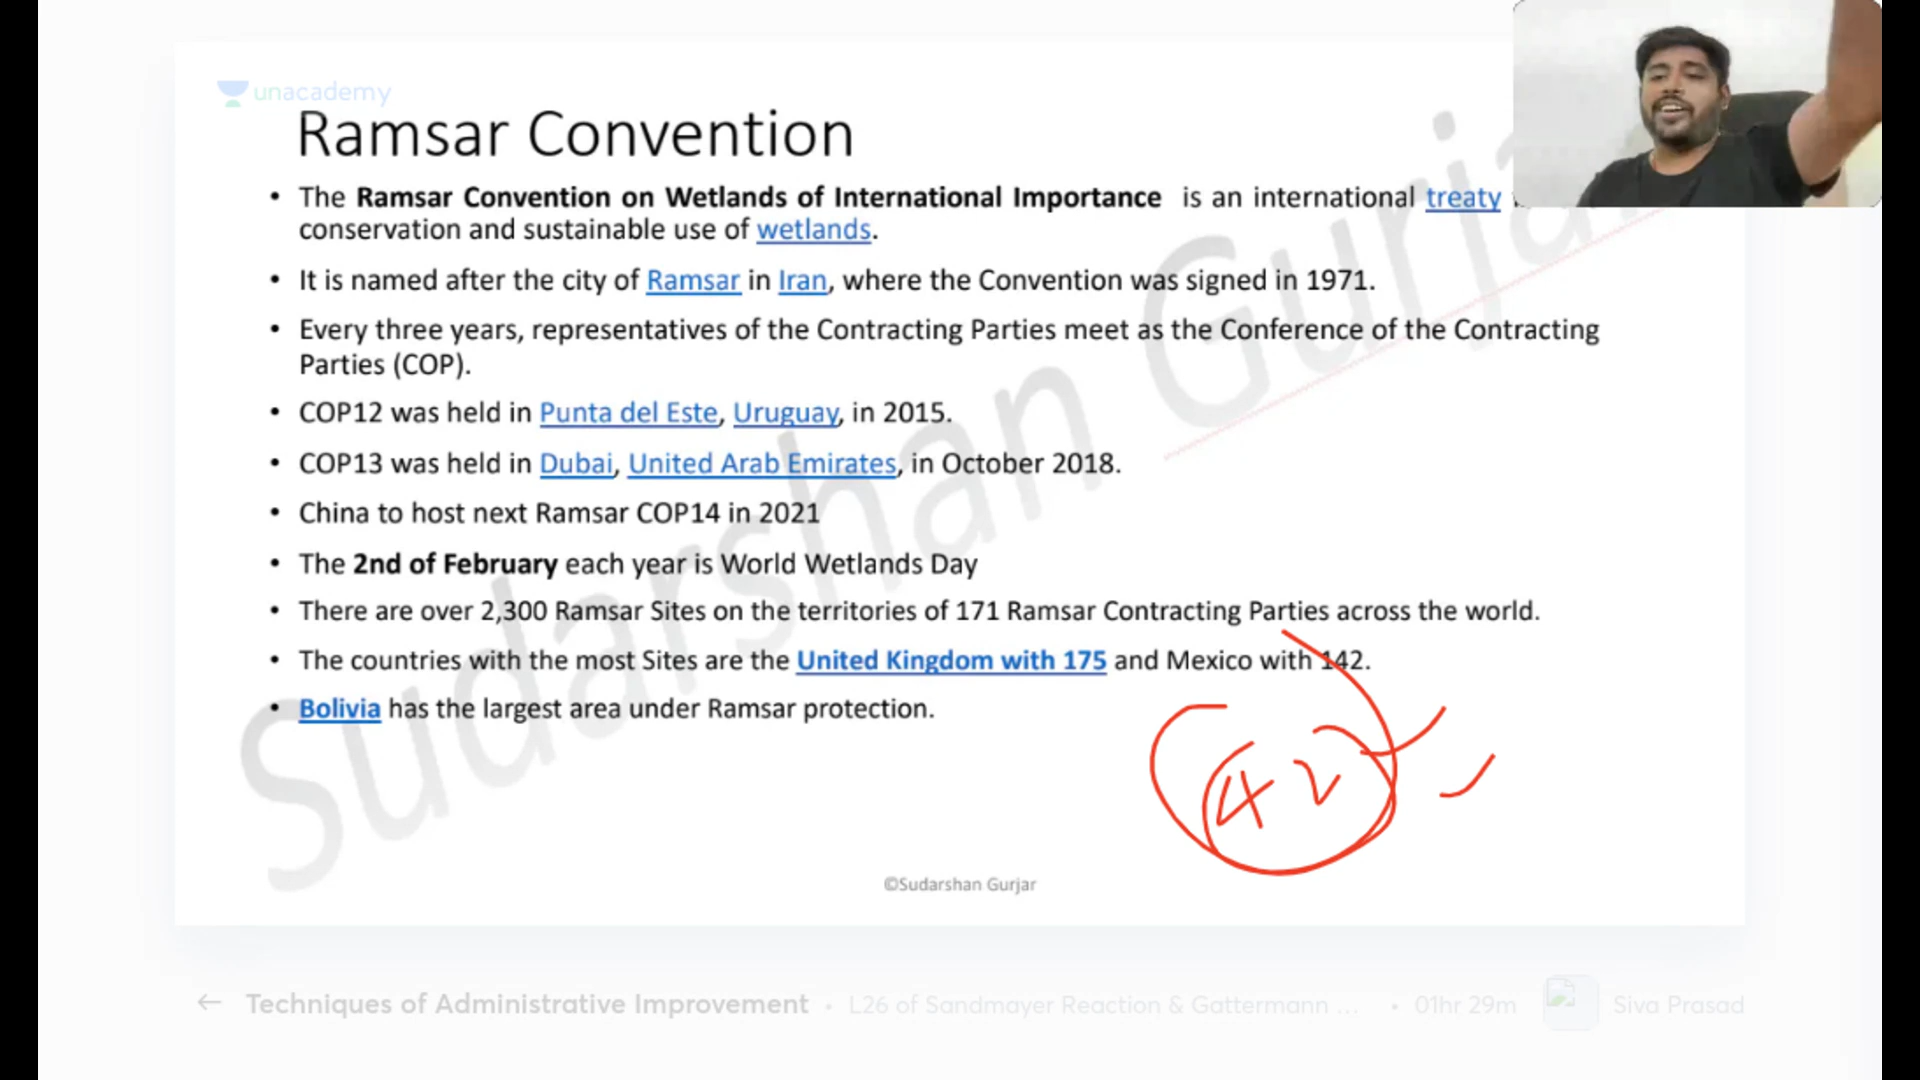 unacademy
Ramsar Convention
• The Ramsar Convention on Wetlands of International Importance is an international treaty
conservation and sustainable use of wetlands.
• It is named after the city of Ramsar in Iran, where the Convention was signed in 1971.
• Every three years, representatives of the Contracting Parties meet as the Conference of the Contracting
Parties (COP).
• COP12 was held in Punta del Este, Uruguay, in 2015.
• COP13 was held in Dubai, United Arab Emirates, in October 2018.
• China to host next Ramsar COP14 in 2021
• The 2nd of February each year is World Wetlands Day
• There are over 2,300 Ramsar Sites on the territories of 171 Ramsar Contracting Parties across the world.
• The countries with the most Sites are the United Kingdom with 175 and Mexico with 142.
• Bolivia has the largest area under Ramsar protection.
42
Sudarshan Gurjar
©Sudarshan Gurjar
← Techniques of Administrative Improvement • L26 of Sandmayer Reaction & Gattermann ... • 01hr 29m Siva Prasad